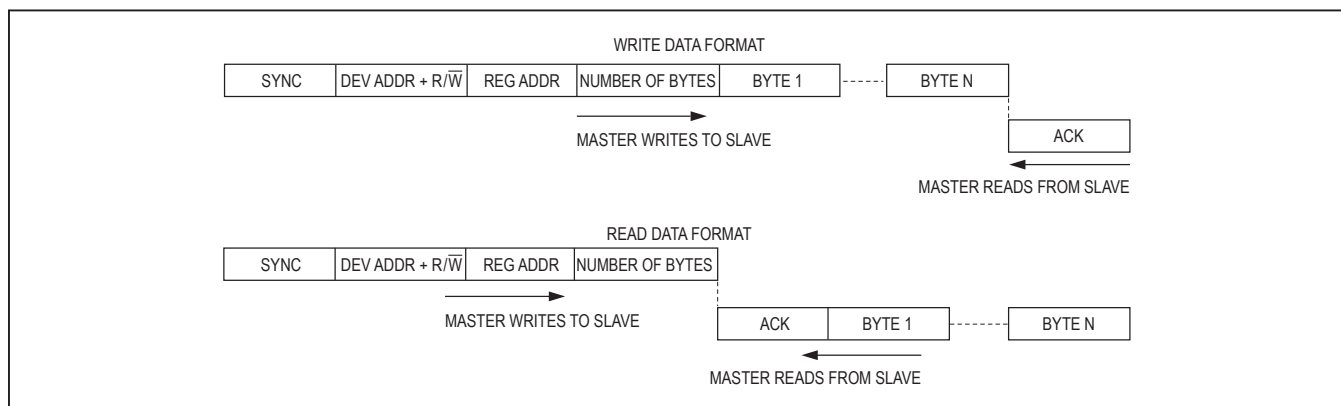 WRITE DATA FORMAT
SYNC DEV ADDR + R/W̅ REG ADDR NUMBER OF BYTES BYTE 1 BYTE N
MASTER WRITES TO SLAVE
ACK
MASTER READS FROM SLAVE
READ DATA FORMAT
SYNC DEV ADDR + R/W̅ REG ADDR NUMBER OF BYTES
MASTER WRITES TO SLAVE
ACK BYTE 1 BYTE N
MASTER READS FROM SLAVE